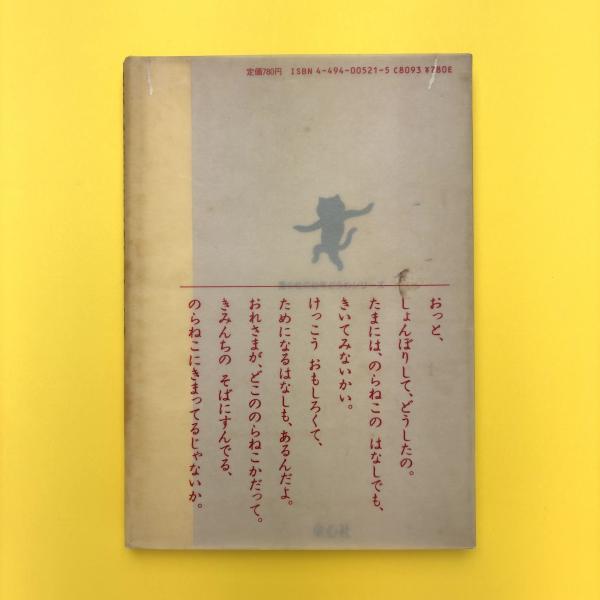 定価780円 ISBN4-494-00521-5 C8093 ¥780E
おっと、
しょんぼりして、どうしたの。
たまには、のらねこの はなしでも、
きいてみないかい。
けっこう おもしろくて、
ためになるはなしも、あるんだよ。
おれさまが、どこののらねこかだって。
きみんちの そばにすんでる、
のらねこにきまってるじゃないか。